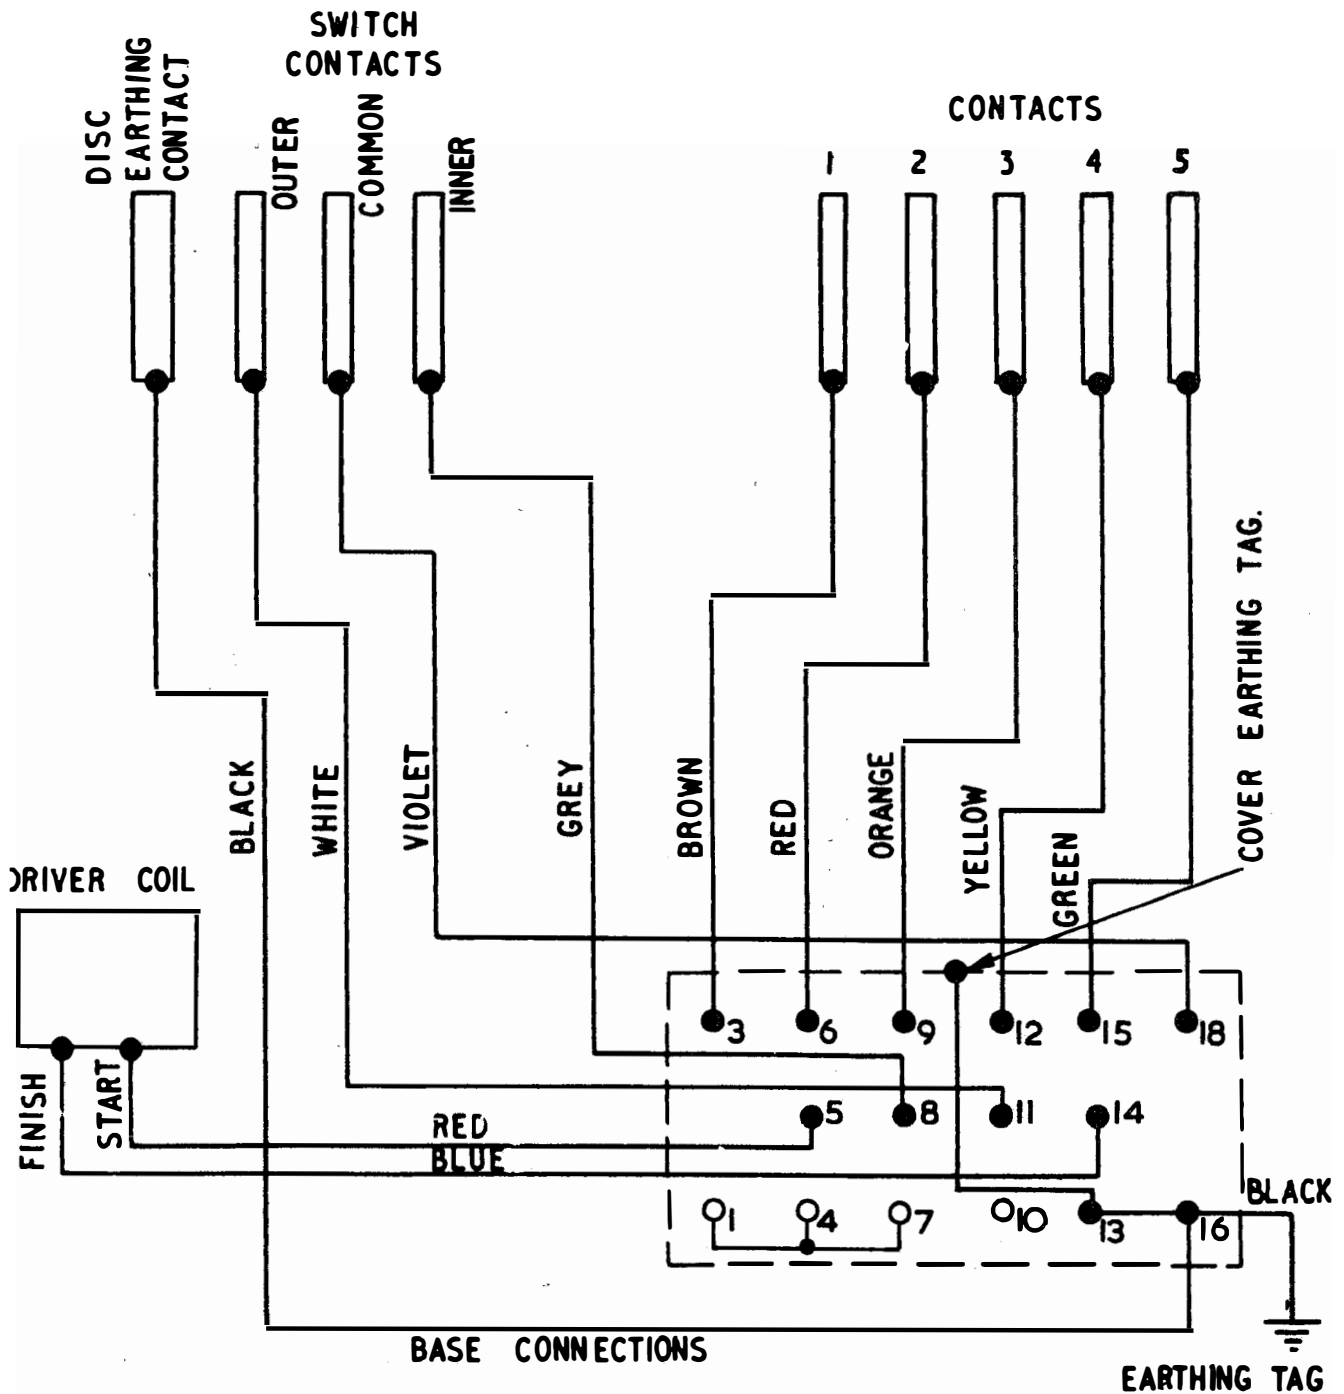 SWITCH
CONTACTS
DISC
EARTHING
CONTACT
OUTER
COMMON
INNER
CONTACTS
1 2 3 4 5
COVER EARTHING TAG.
BLACK
WHITE
VIOLET
GREY
BROWN
RED
ORANGE
YELLOW
GREEN
DRIVER COIL
FINISH
START
RED
BLUE
3 6 9 12 15 18
5 8 11 14
1 4 7 10 13 16
BLACK
BASE CONNECTIONS
EARTHING TAG